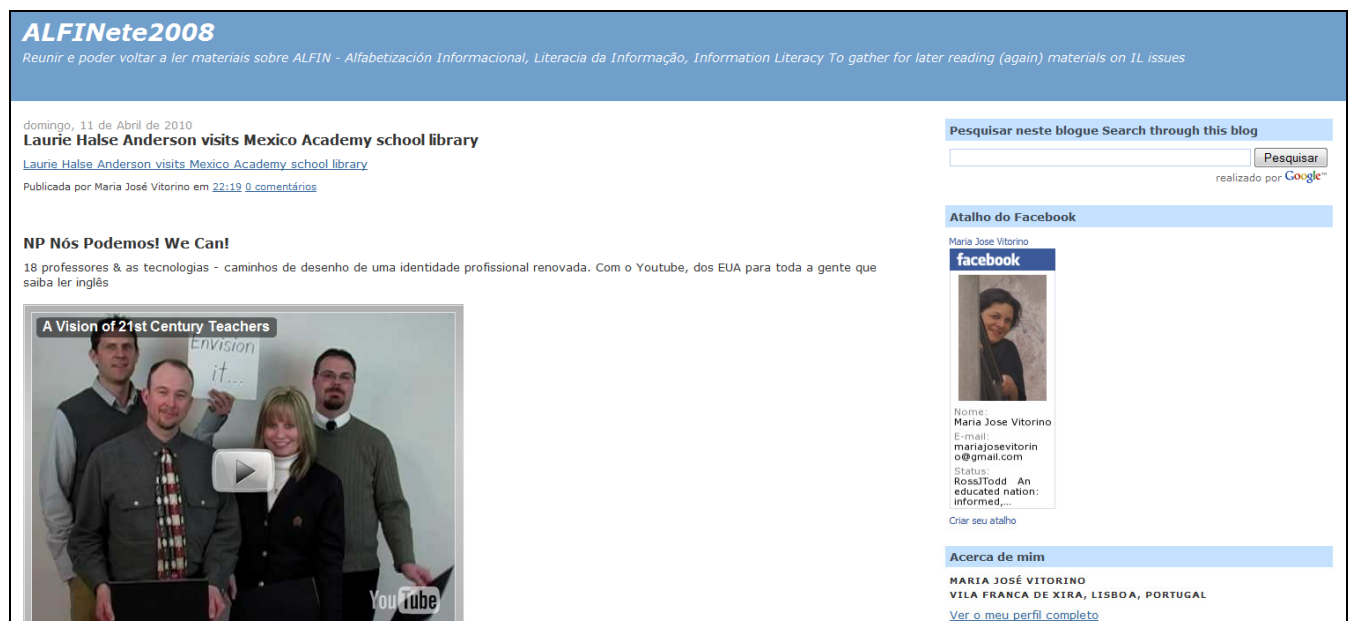 ALFINete2008
Reunir e poder voltar a ler materiais sobre ALFIN - Alfabetización Informacional, Literacia da Informação, Information Literacy To gather for later reading (again) materials on IL issues
domingo, 11 de Abril de 2010
Laurie Halse Anderson visits Mexico Academy school library
Laurie Halse Anderson visits Mexico Academy school library
Publicada por Maria José Vitorino em 22:19 0 comentários
NP Nós Podemos! We Can!
18 professores & as tecnologias - caminhos de desenho de uma identidade profissional renovada. Com o Youtube, dos EUA para toda a gente que
saiba ler inglês
A Vision of 21st Century Teachers
Envision
it...
YouTube
Pesquisar neste blogue Search through this blog
Pesquisar
realizado por Google™
Atalho do Facebook
Maria Jose Vitorino
facebook
Nome:
Maria Jose Vitorino
E-mail:
mariajosevitorin
o@gmail.com
Status:
RossJTodd An
educated nation:
informed,...
Criar seu atalho
Acerca de mim
MARIA JOSÉ VITORINO
VILA FRANCA DE XIRA, LISBOA, PORTUGAL
Ver o meu perfil completo